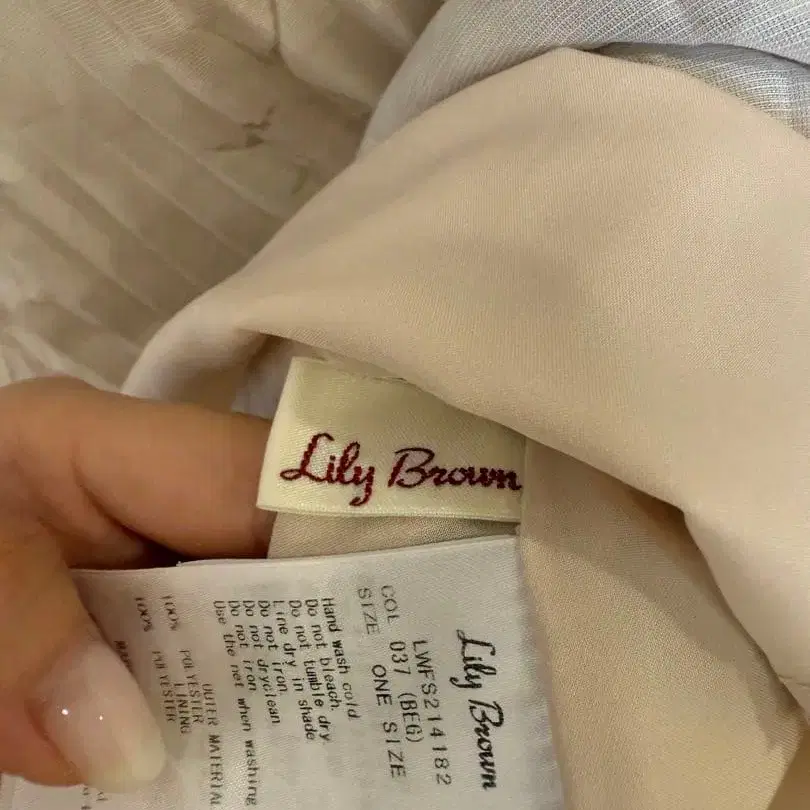 Lily Brown
Lily Brown
LWFS214182
COL 037 (BEG)
SIZE ONE SIZE
Hand wash cold
Do not bleach.
Do not tumble dry
Line dry in shade
Do not iron.
Do not dryclean
Do not iron
Use the net when washing
OUTER MATERIAL
100% POLYESTER
LINING
100% POLYESTER